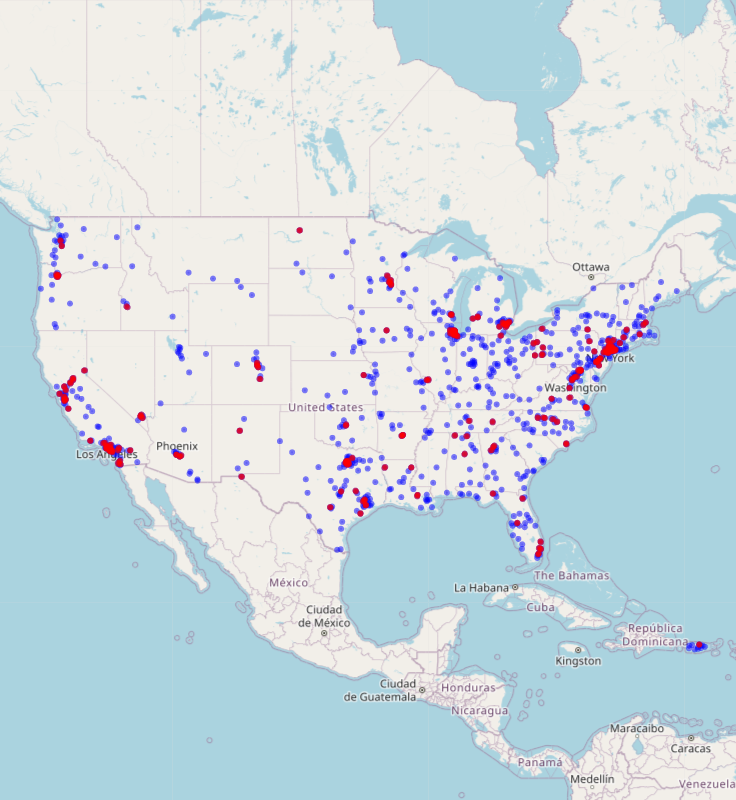 Ottawa
New York
Washington
United States
Phoenix
Los Angeles
The Bahamas
La Habana
México
Cuba
Ciudad
de México
República
Dominicana
Kingston
Ciudad
de Guatemala
Honduras
Nicaragua
Maracaibo
Caracas
Panamá
Medellín
Venezuela